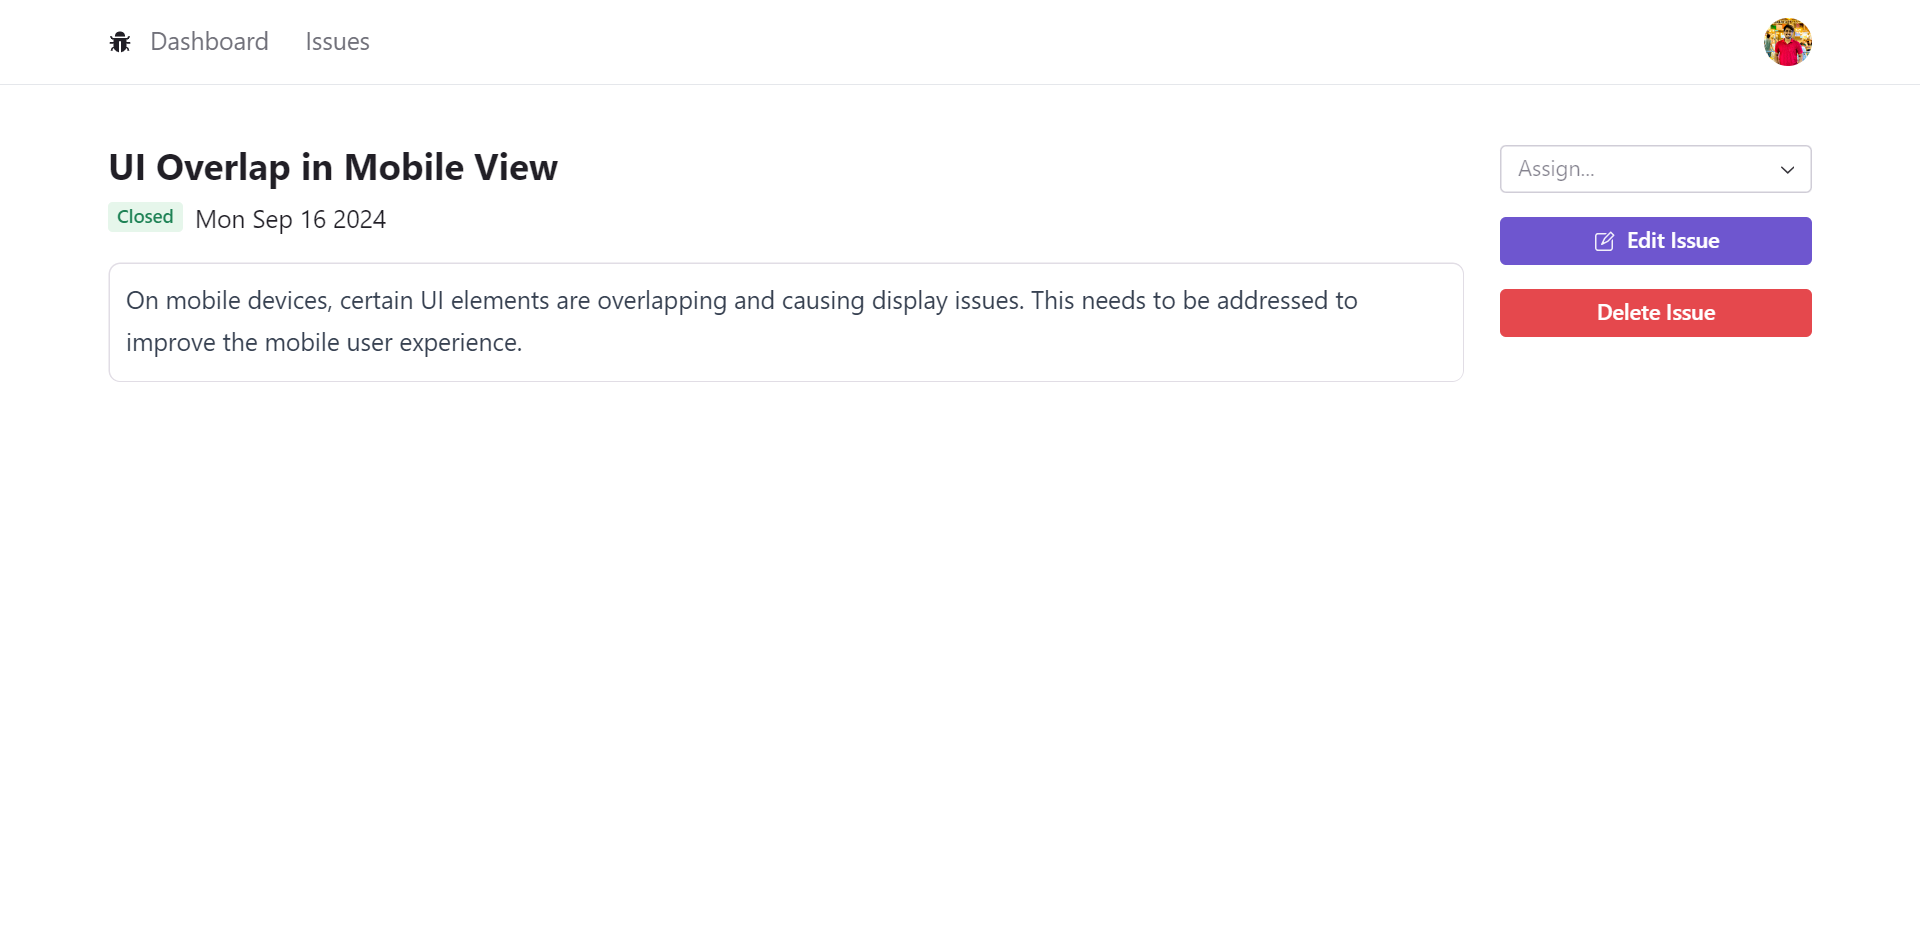 Dashboard Issues
UI Overlap in Mobile View
Closed Mon Sep 16 2024
On mobile devices, certain UI elements are overlapping and causing display issues. This needs to be addressed to
improve the mobile user experience.
Assign...
Edit Issue
Delete Issue